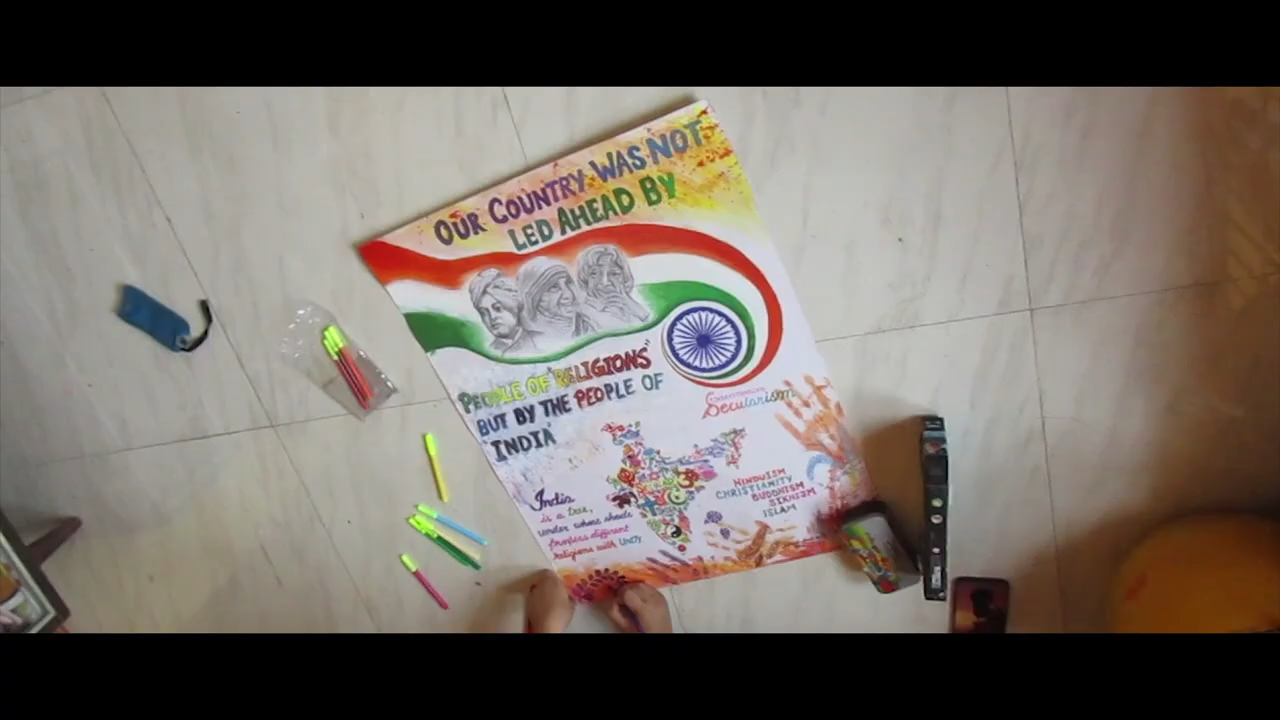 OUR COUNTRY WAS "NOT
LED AHEAD BY
PEOPLE OF "RELIGIONS"
BUT BY THE PEOPLE OF
"INDIA"
Secularism
India
is a tree,
under whose shade
different
religions with Unity
HINDUISM
CHRISTIANITY
BUDDHISM
SIKHISM
ISLAM